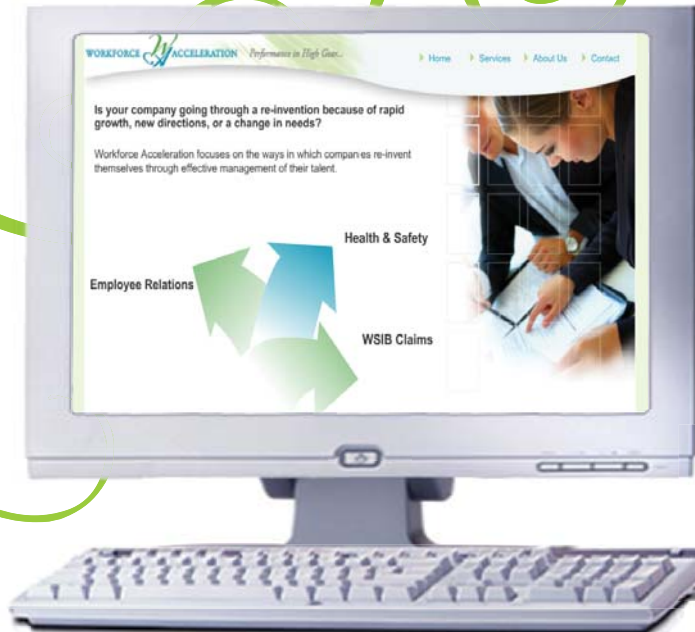 WORKFORCE WA ACCELERATION Performance in High Gear...
Home Services About Us Contact
Is your company going through a re-invention because of rapid
growth, new directions, or a change in needs?
Workforce Acceleration focuses on the ways in which companies re-invent
themselves through effective management of their talent.
Health & Safety
Employee Relations
WSIB Claims